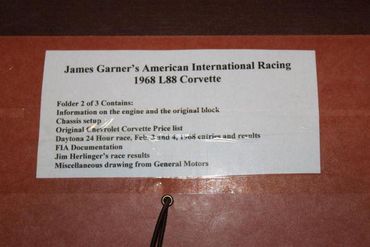 James Garner's American International Racing
1968 L88 Corvette
Folder 2 of 3 Contains:
Information on the engine and the original block
Chassis setup
Original Chevrolet Corvette Price list
Daytona 24 Hour race, Feb. 3 and 4, 1968 entries and results
FIA Documentation
Jim Herlinger's race results
Miscellaneous drawing from General Motors